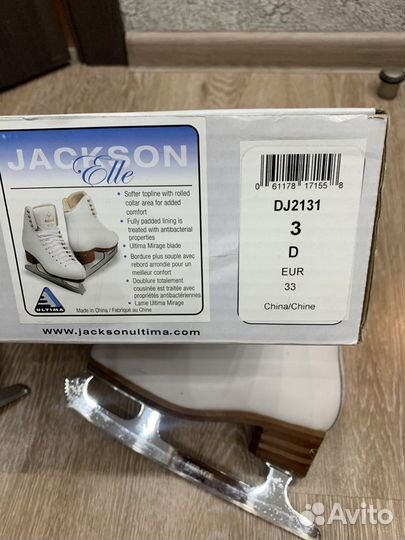 JACKSON
Elle
• Softer topline with rolled
collar area for added
comfort
• Fully padded lining is
treated with antibacterial
properties
• Ultima Mirage blade
• Bordure plus souple avec
rebord arrondie pour un
meilleur confort
• Doublure totalement
cousinée est traitée avec
propriétés antibactériennes
• Lame Ultima Mirage
ULTIMA
Made in China / Fabriqué au Chine
www.jacksonultima.com
0 61178 17155 8
DJ2131
3
D
EUR
33
China/Chine
Avito